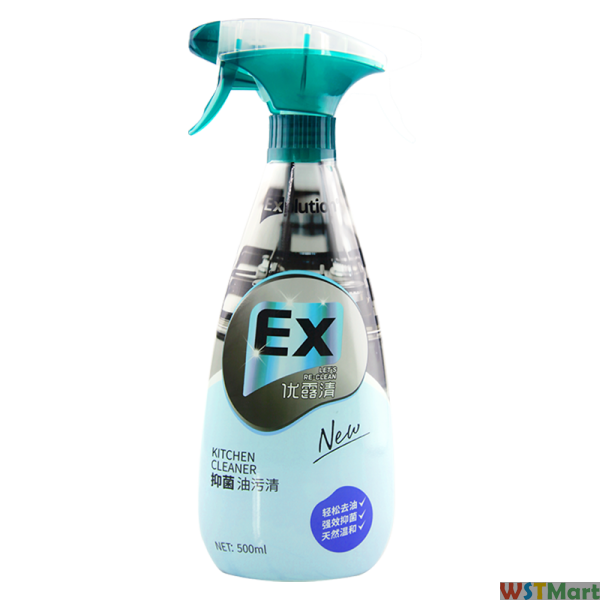 Exolution
Ex
LET'S
RE-CLEAN
优露清
New
KITCHEN
CLEANER
抑菌 油污清
轻松去油✓
强效抑菌✓
天然温和✓
NET: 500ml
WSTMart